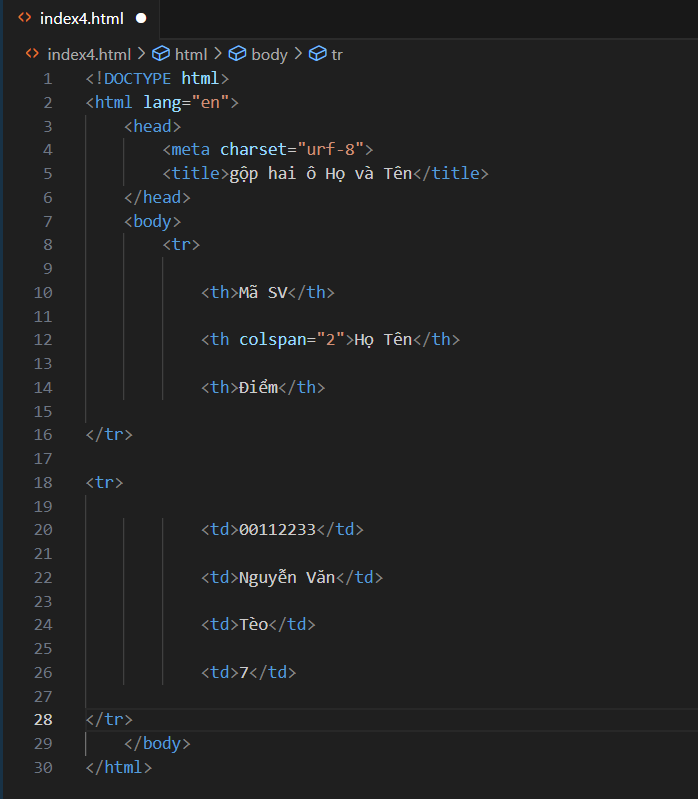 index4.html
index4.html > html > body > tr
1 <!DOCTYPE html>
2 <html lang="en">
3 <head>
4 <meta charset="urf-8">
5 <title>gộp hai ô Họ và Tên</title>
6 </head>
7 <body>
8 <tr>
9
10 <th>Mã SV</th>
11
12 <th colspan="2">Họ Tên</th>
13
14 <th>Điểm</th>
15
16 </tr>
17
18 <tr>
19
20 <td>00112233</td>
21
22 <td>Nguyễn Văn</td>
23
24 <td>Tèo</td>
25
26 <td>7</td>
27
28 </tr>
29 </body>
30 </html>